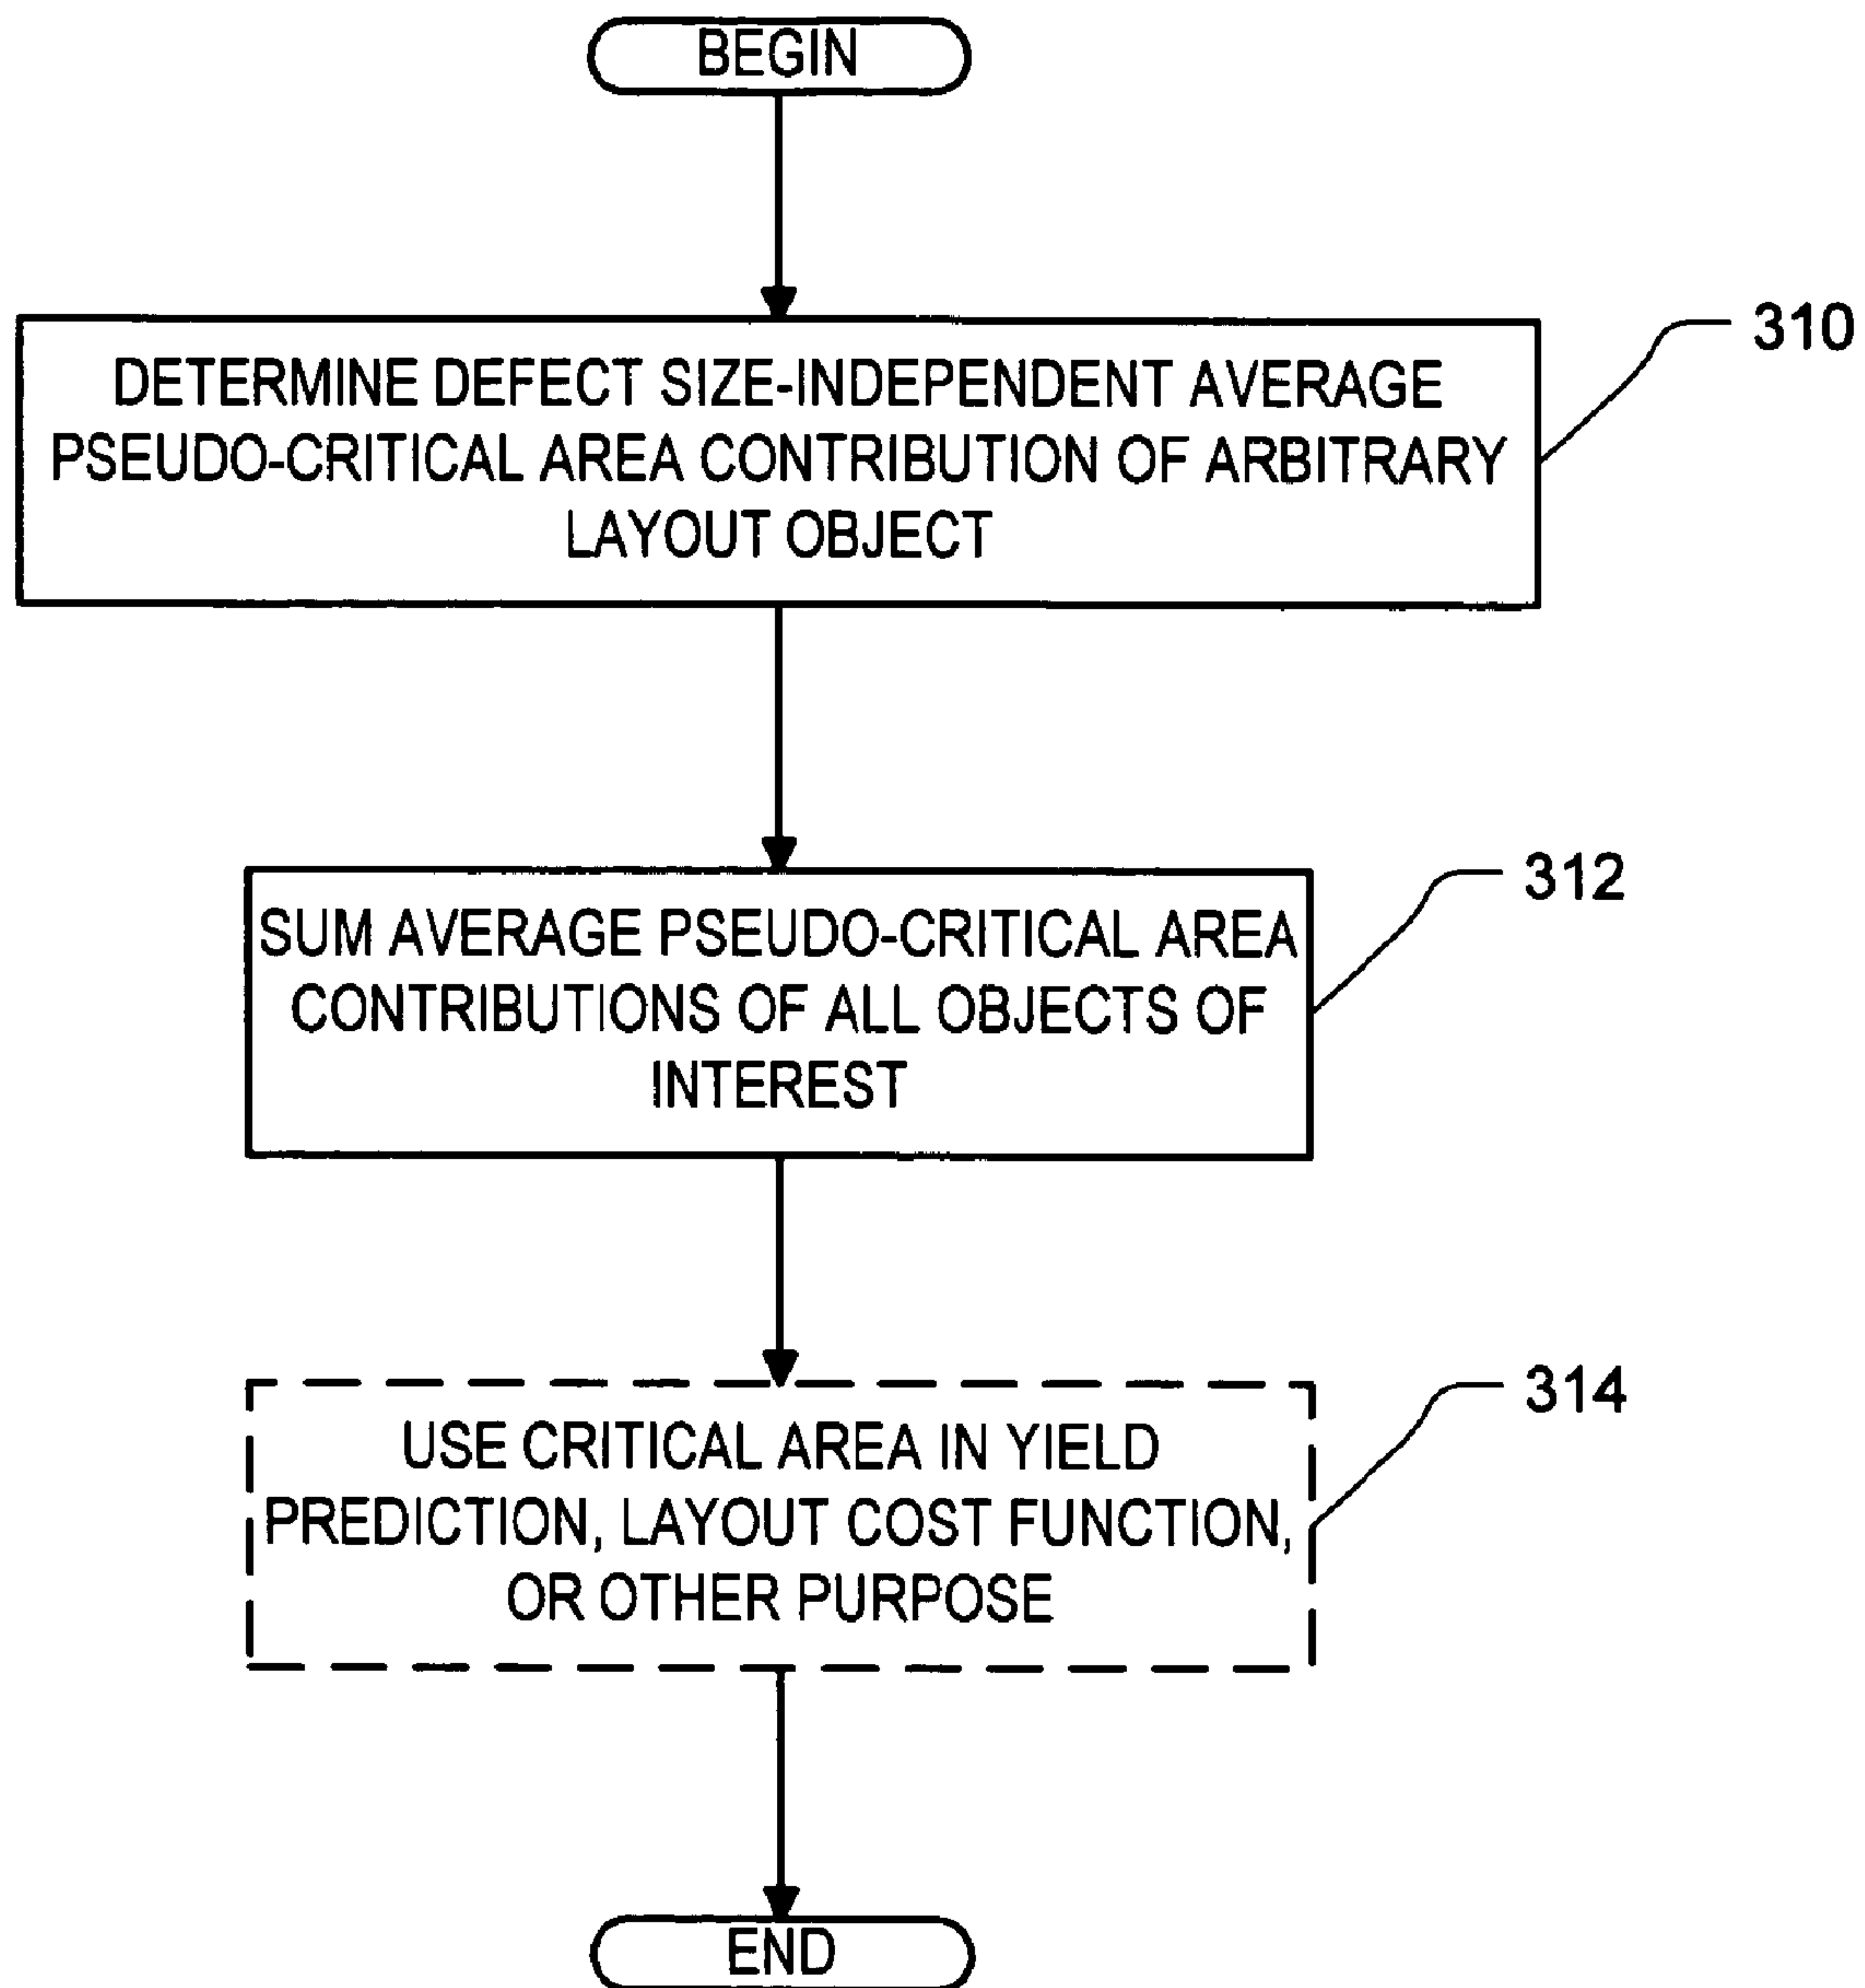 BEGIN
DETERMINE DEFECT SIZE-INDEPENDENT AVERAGE
PSEUDO-CRITICAL AREA CONTRIBUTION OF ARBITRARY
LAYOUT OBJECT
310
SUM AVERAGE PSEUDO-CRITICAL AREA
CONTRIBUTIONS OF ALL OBJECTS OF
INTEREST
312
USE CRITICAL AREA IN YIELD
PREDICTION, LAYOUT COST FUNCTION,
OR OTHER PURPOSE
314
END